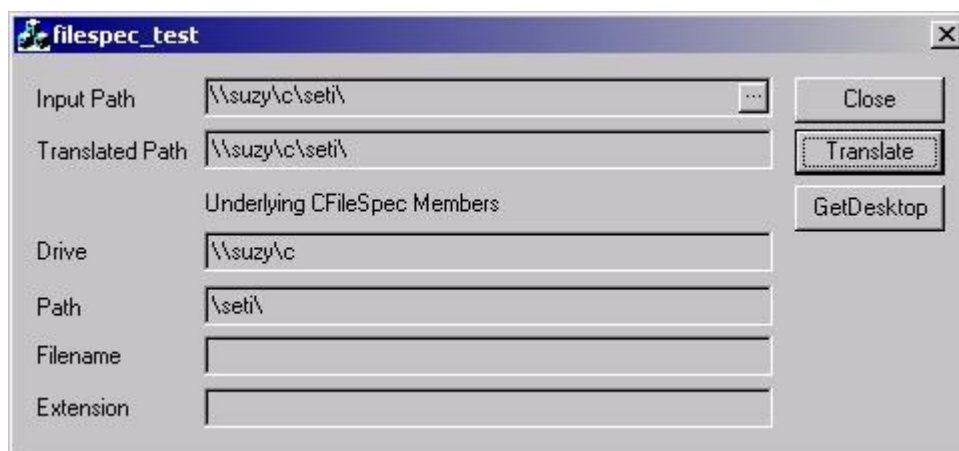 filespec_test
Input Path \\suzy\c\seti\ ... Close
Translated Path \\suzy\c\seti\ Translate
Underlying CFileSpec Members GetDesktop
Drive \\suzy\c
Path \seti\
Filename
Extension